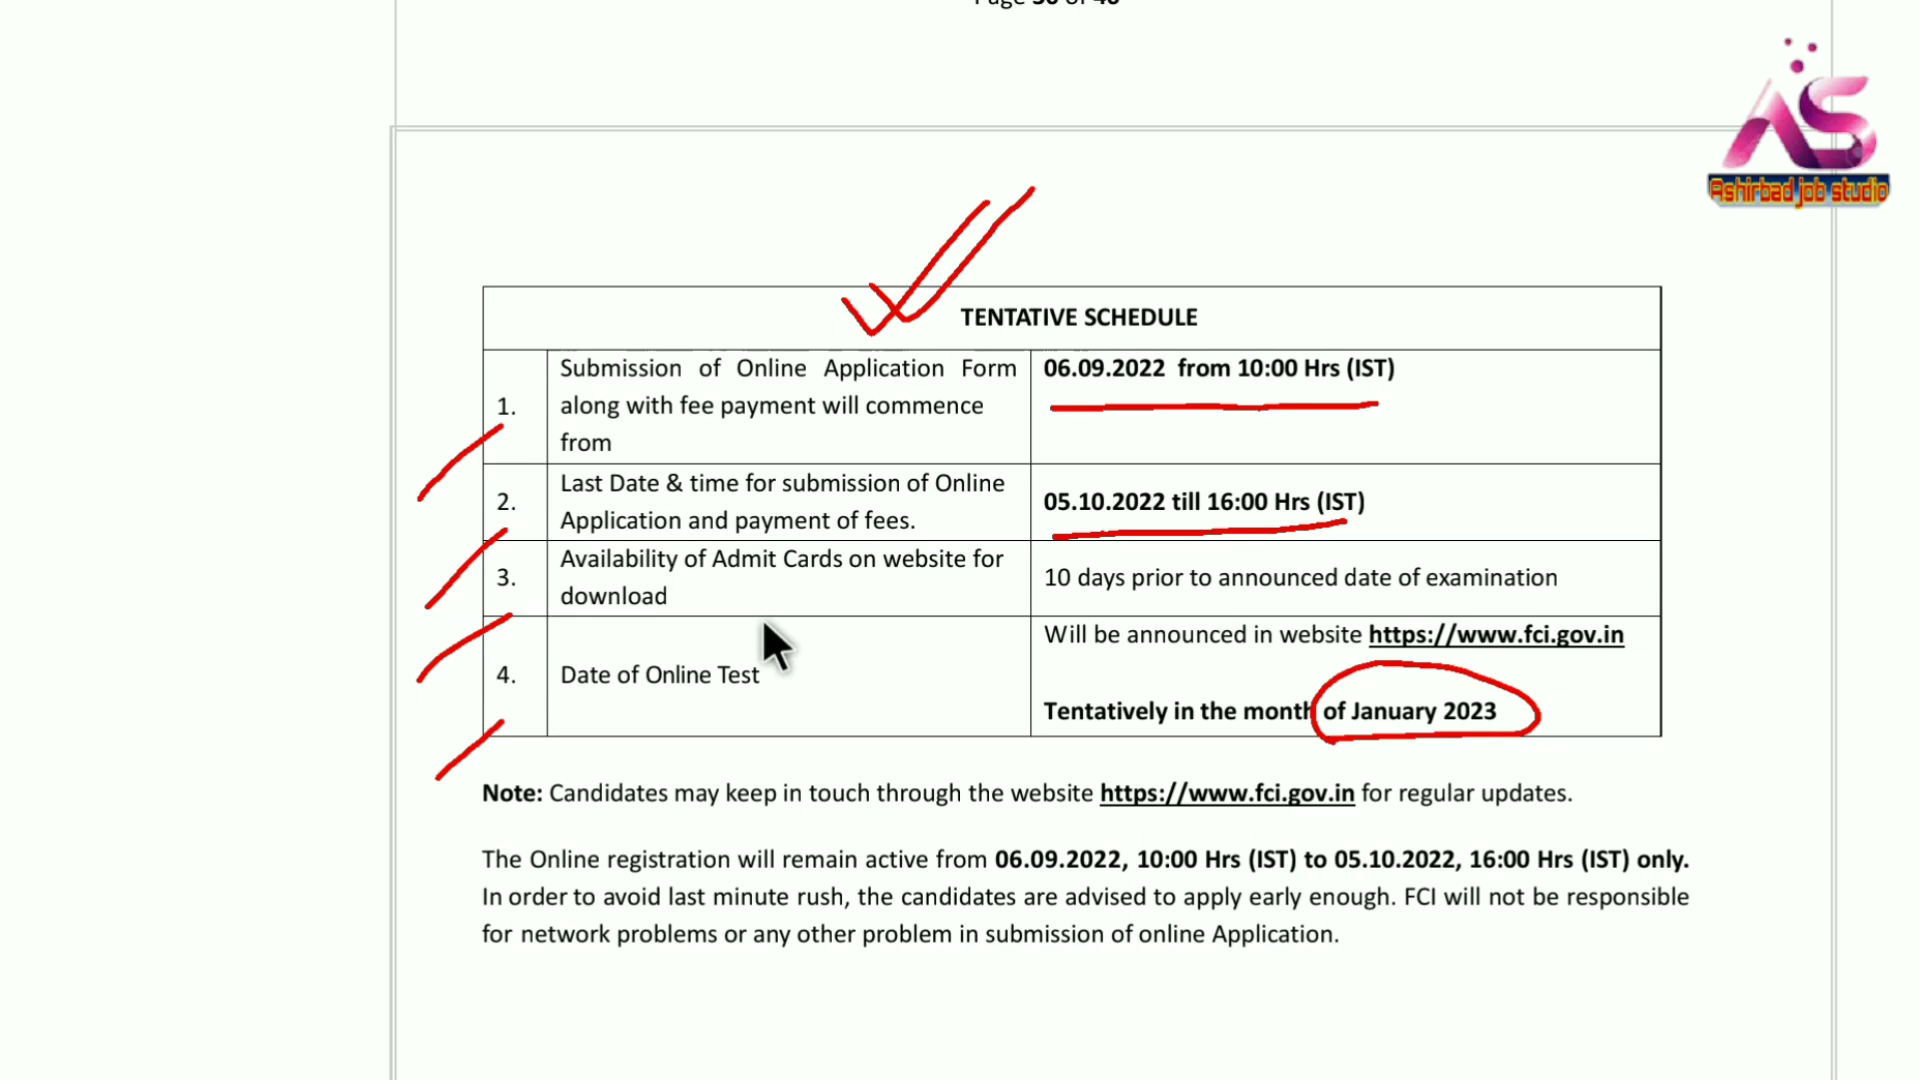 Ashirbad job studio
TENTATIVE SCHEDULE
1.
Submission of Online Application Form
along with fee payment will commence
from
06.09.2022 from 10:00 Hrs (IST)
2.
Last Date & time for submission of Online
Application and payment of fees.
05.10.2022 till 16:00 Hrs (IST)
3.
Availability of Admit Cards on website for
download
10 days prior to announced date of examination
4.
Date of Online Test
Will be announced in website https://www.fci.gov.in
Tentatively in the month of January 2023
Note: Candidates may keep in touch through the website https://www.fci.gov.in for regular updates.
The Online registration will remain active from 06.09.2022, 10:00 Hrs (IST) to 05.10.2022, 16:00 Hrs (IST) only.
In order to avoid last minute rush, the candidates are advised to apply early enough. FCI will not be responsible
for network problems or any other problem in submission of online Application.